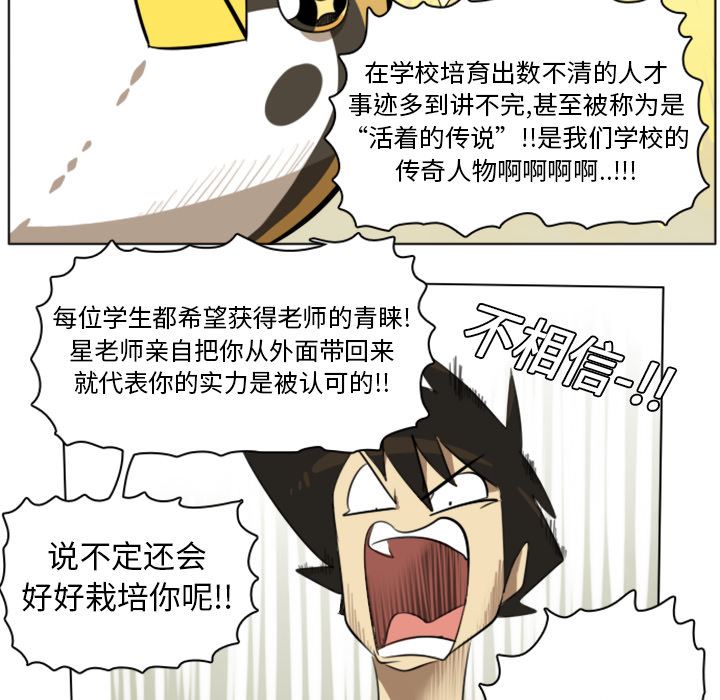 在学校培育出数不清的人才
事迹多到讲不完,甚至被称为是
“活着的传说”!!是我们学校的
传奇人物啊啊啊啊..!!!
每位学生都希望获得老师的青睐!
星老师亲自把你从外面带回来
就代表你的实力是被认可的!!
不相信-!!
说不定还会
好好栽培你呢!!